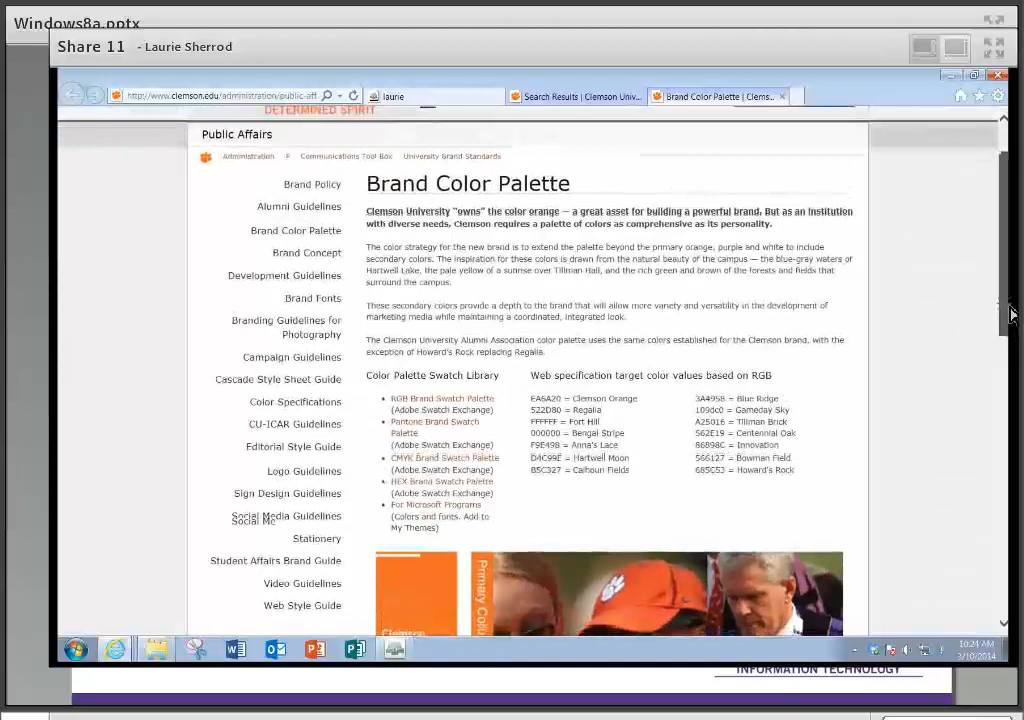 Windows8a.pptx
Share 11 - Laurie Sherrod
http://www.clemson.edu/administration/public-aff
laurie
Search Results | Clemson Univ...
Brand Color Palette | Clems...
DETERMINED SPIRIT
Public Affairs
Administration
Communications Tool Box
University Brand Standards
Brand Policy
Alumni Guidelines
Brand Color Palette
Brand Concept
Development Guidelines
Brand Fonts
Branding Guidelines for
Photography
Campaign Guidelines
Cascade Style Sheet Guide
Color Specifications
CU-ICAR Guidelines
Editorial Style Guide
Logo Guidelines
Sign Design Guidelines
Social Media Guidelines
Social Me
Stationery
Student Affairs Brand Guide
Video Guidelines
Web Style Guide
Brand Color Palette
Clemson University "owns" the color orange — a great asset for building a powerful brand. But as an institution
with diverse needs, Clemson requires a palette of colors as comprehensive as its personality.
The color strategy for the new brand is to extend the palette beyond the primary orange, purple and white to include
secondary colors. The inspiration for these colors is drawn from the natural beauty of the campus — the blue-gray waters of
Hartwell Lake, the pale yellow of a sunrise over Tillman Hall, and the rich green and brown of the forests and fields that
surround the campus.
These secondary colors provide a depth to the brand that will allow more variety and versatility in the development of
marketing media while maintaining a coordinated, integrated look.
The Clemson University Alumni Association color palette uses the same colors established for the Clemson brand, with the
exception of Howard's Rock replacing Regalia.
Color Palette Swatch Library
• RGB Brand Swatch Palette
(Adobe Swatch Exchange)
• Pantone Brand Swatch
Palette
(Adobe Swatch Exchange)
• CMYK Brand Swatch Palette
(Adobe Swatch Exchange)
• HEX Brand Swatch Palette
(Adobe Swatch Exchange)
• For Microsoft Programs
(Colors and fonts. Add to
My Themes)
Web specification target color values based on RGB
EA6A20 = Clemson Orange
522D80 = Regalia
FFFFFF = Fort Hill
000000 = Bengal Stripe
F9E498 = Anna's Lace
D4C99E = Hartwell Moon
B5C327 = Calhoun Fields
3A4958 = Blue Ridge
109dc0 = Gameday Sky
A25016 = Tillman Brick
562E19 = Centennial Oak
86898C = Innovation
566127 = Bowman Field
685C53 = Howard's Rock
Clemson
Primary Colo
10:24 AM
3/10/2014
INFORMATION TECHNOLOGY